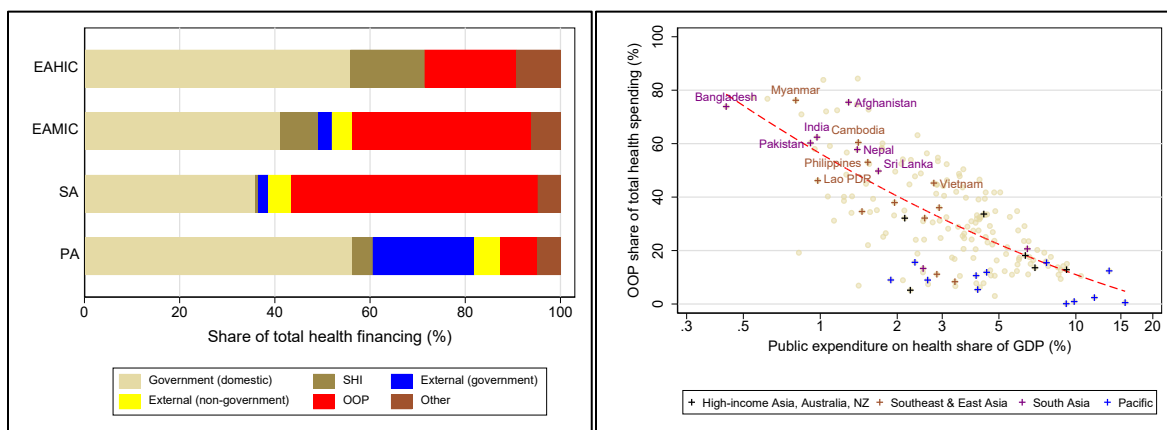 EAHIC
EAMIC
SA
PA
0 20 40 60 80 100
Share of total health financing (%)
Government (domestic) SHI External (government)
External (non-government) OOP Other
OOP share of total health spending (%)
100
80
60
40
20
0
Bangladesh
Myanmar
Afghanistan
India
Cambodia
Pakistan
Nepal
Philippines
Sri Lanka
Lao PDR
Vietnam
.3 .5 1 2 3 5 10 15 20
Public expenditure on health share of GDP (%)
High-income Asia, Australia, NZ Southeast & East Asia South Asia Pacific